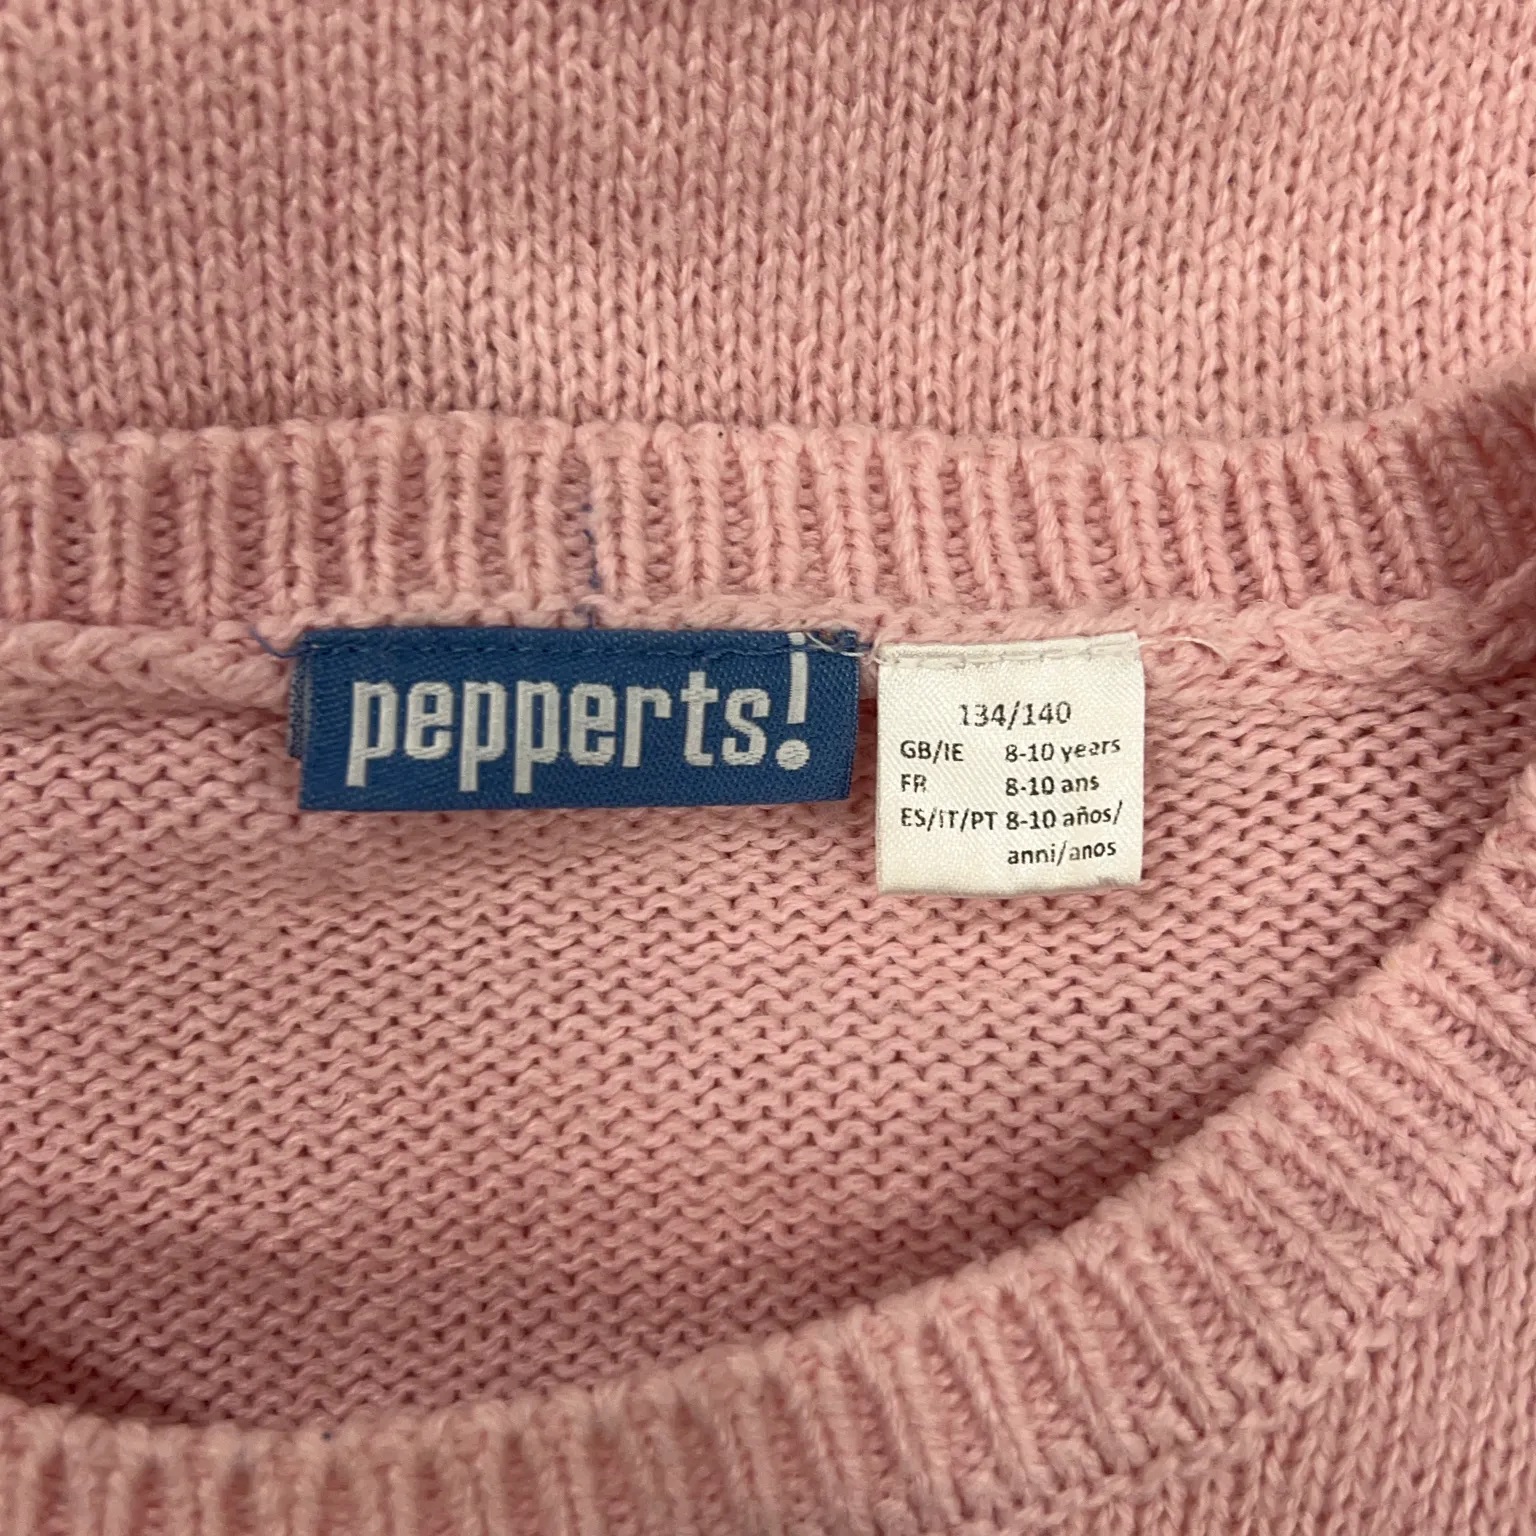 pepperts!
134/140
GB/IE 8-10 years
FR 8-10 ans
ES/IT/PT 8-10 años/
anni/anos